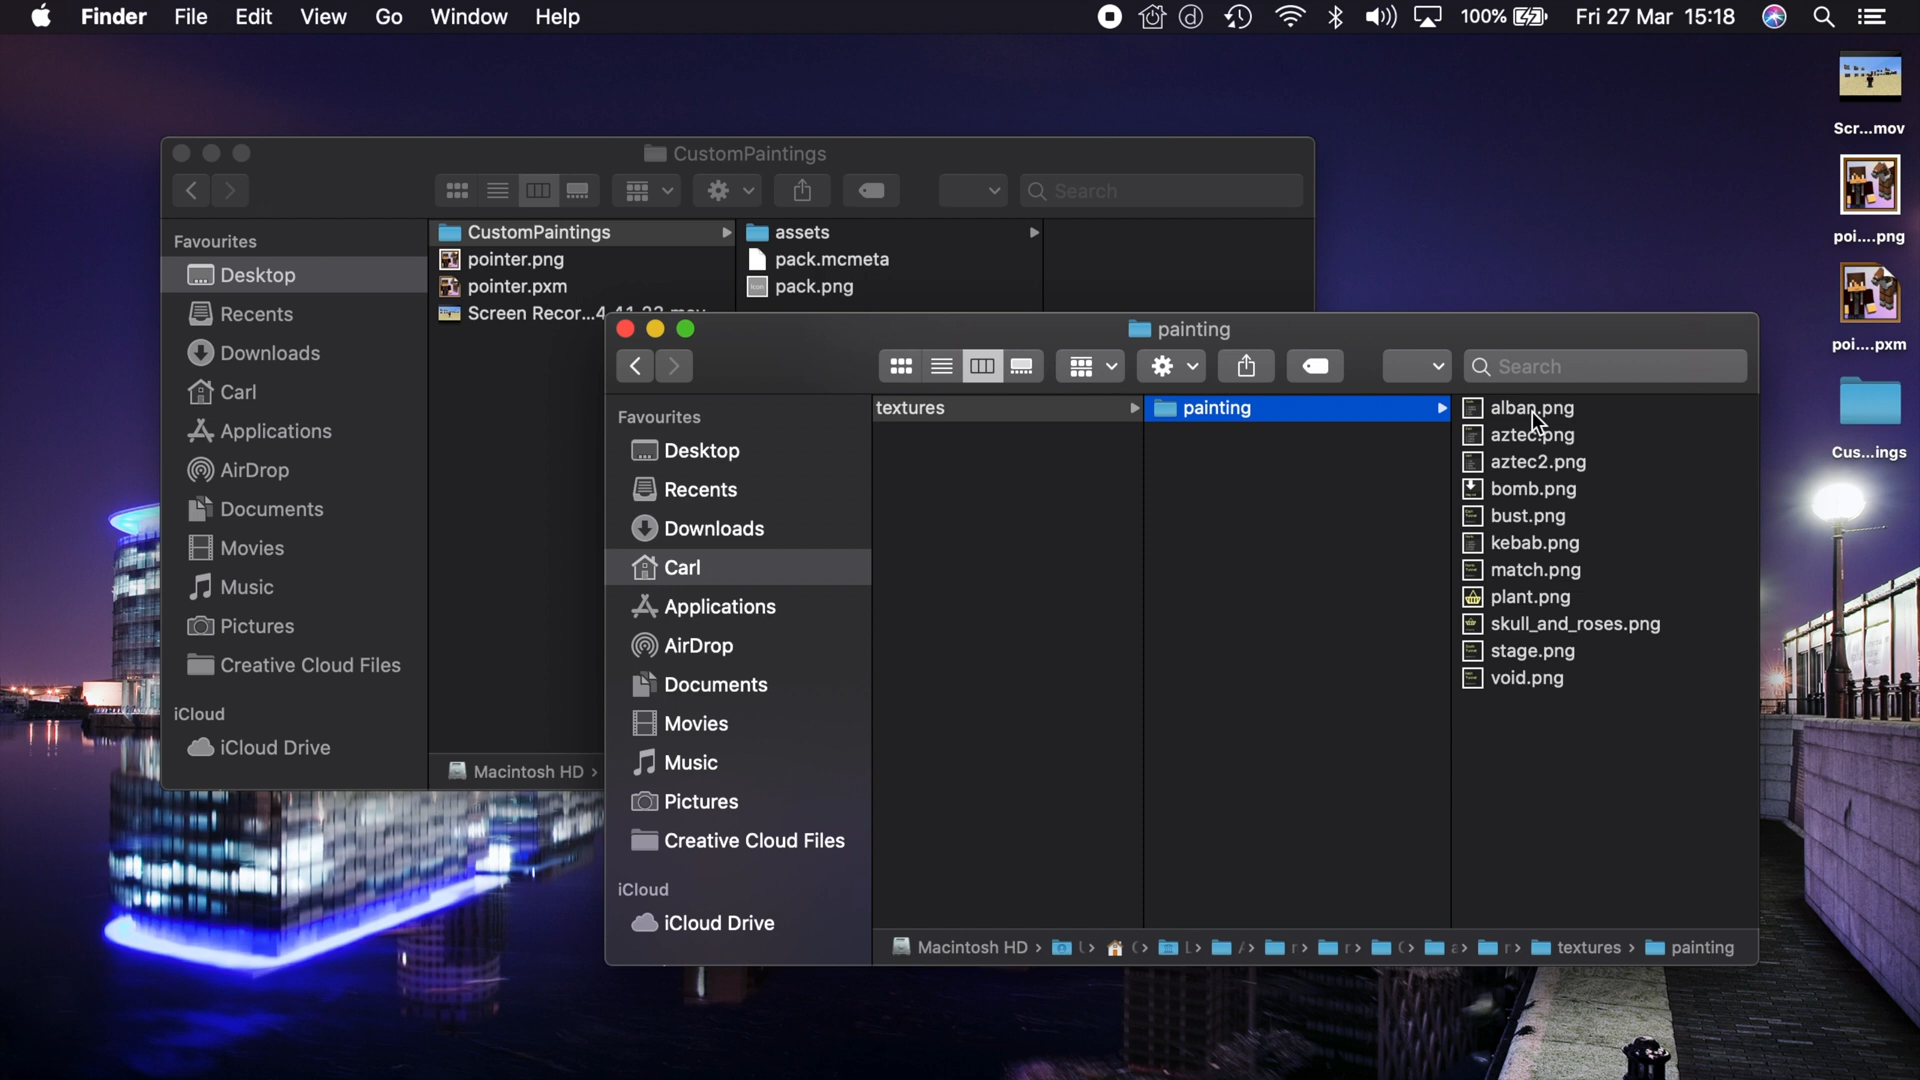 Finder File Edit View Go Window Help 100% Fri 27 Mar 15:18
Scr...mov
poi....png
poi....pxm
Cus...ings
CustomPaintings
Search
Favourites
Desktop
Recents
Downloads
Carl
Applications
AirDrop
Documents
Movies
Music
Pictures
Creative Cloud Files
iCloud
iCloud Drive
CustomPaintings
pointer.png
pointer.pxm
Screen Recor...4
assets
pack.mcmeta
pack.png
Macintosh HD
painting
Search
Favourites
Desktop
Recents
Downloads
Carl
Applications
AirDrop
Documents
Movies
Music
Pictures
Creative Cloud Files
iCloud
iCloud Drive
textures
painting
alban.png
aztec.png
aztec2.png
bomb.png
bust.png
kebab.png
match.png
plant.png
skull_and_roses.png
stage.png
void.png
Macintosh HD textures painting